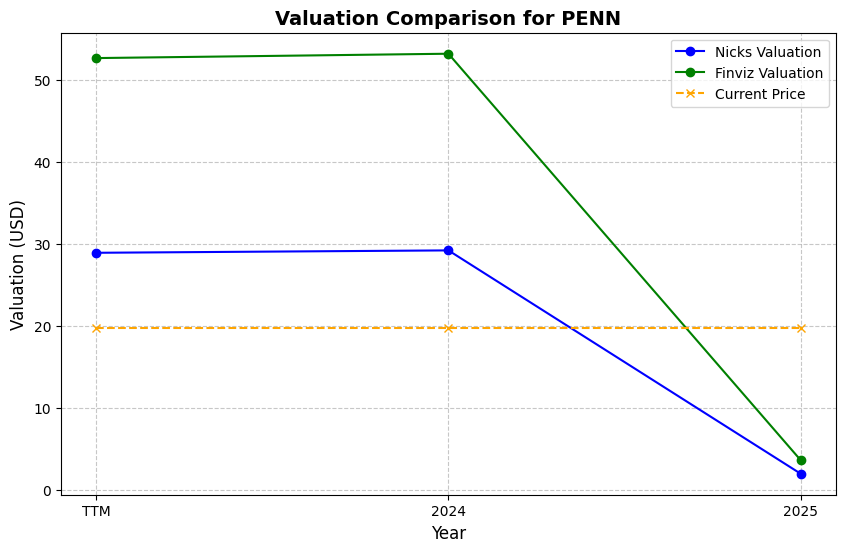 Valuation Comparison for PENN
Nicks Valuation
Finviz Valuation
Current Price
Valuation (USD)
50
40
30
20
10
0
TTM
2024
2025
Year